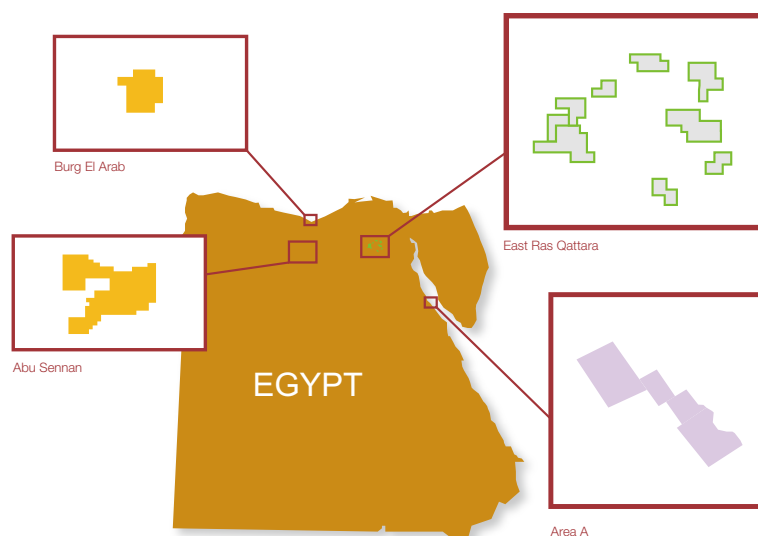 Burg El Arab
East Ras Qattara
Abu Sennan
EGYPT
Area A